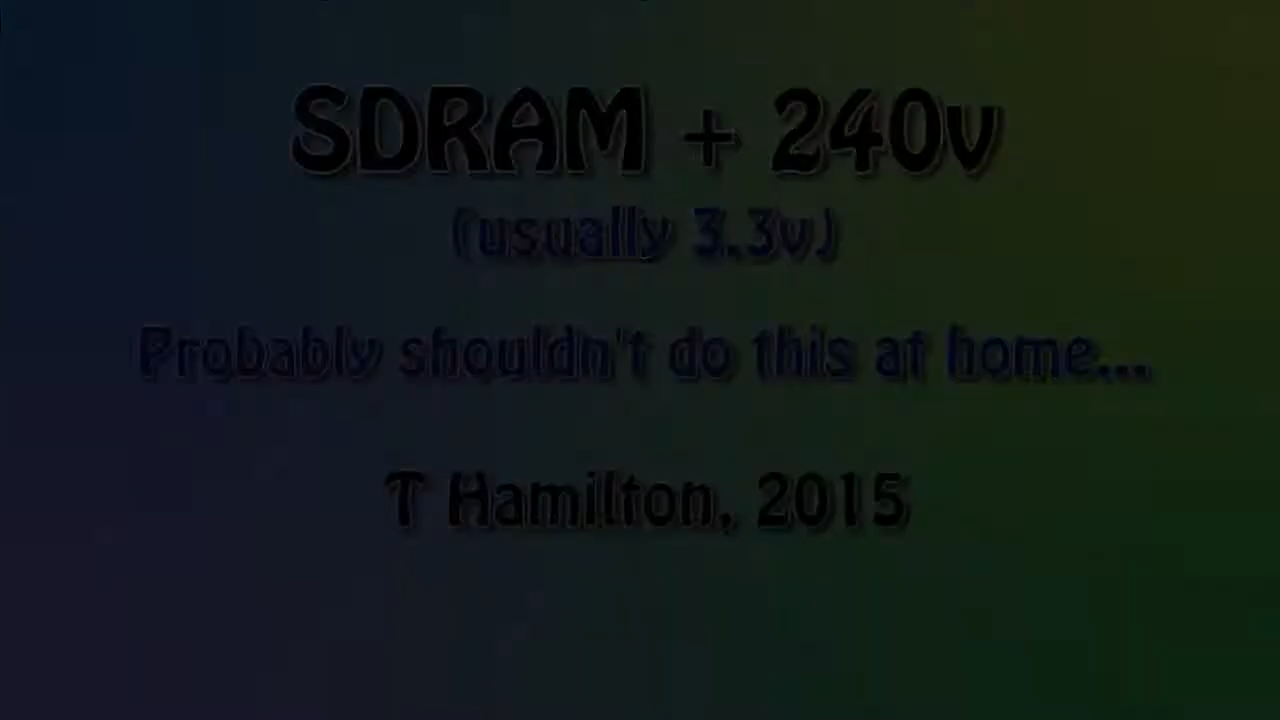 SDRAM + 240v
(usually 3.3v)
Probably shouldn't do this at home...
T Hamilton, 2015